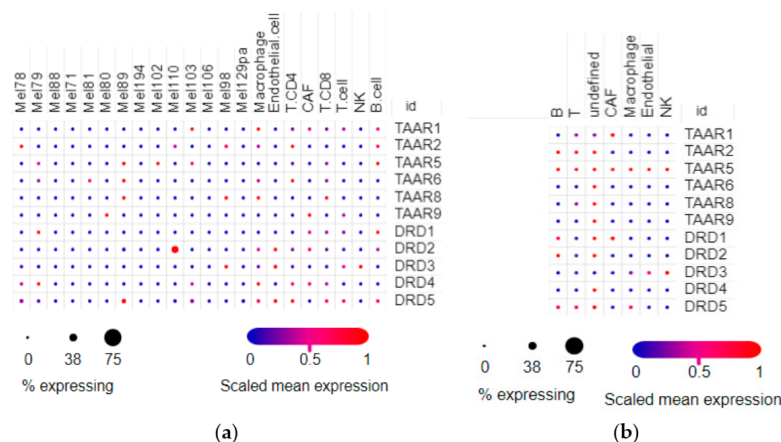 Mel78 Mel79 Mel88 Mel71 Mel81 Mel80 Mel89 Mel194 Mel102 Mel110 Mel103 Mel106 Mel98 Mel129pa Macrophage Endothelial.cell T.CD4 CAF T.CD8 T.cell NK B.cell id
TAAR1
TAAR2
TAAR5
TAAR6
TAAR8
TAAR9
DRD1
DRD2
DRD3
DRD4
DRD5
0 38 75
% expressing
0 0.5 1
Scaled mean expression
(a)
B T undefined CAF Macrophage Endothelial NK id
TAAR1
TAAR2
TAAR5
TAAR6
TAAR8
TAAR9
DRD1
DRD2
DRD3
DRD4
DRD5
0 38 75
% expressing
0 0.5 1
Scaled mean expression
(b)